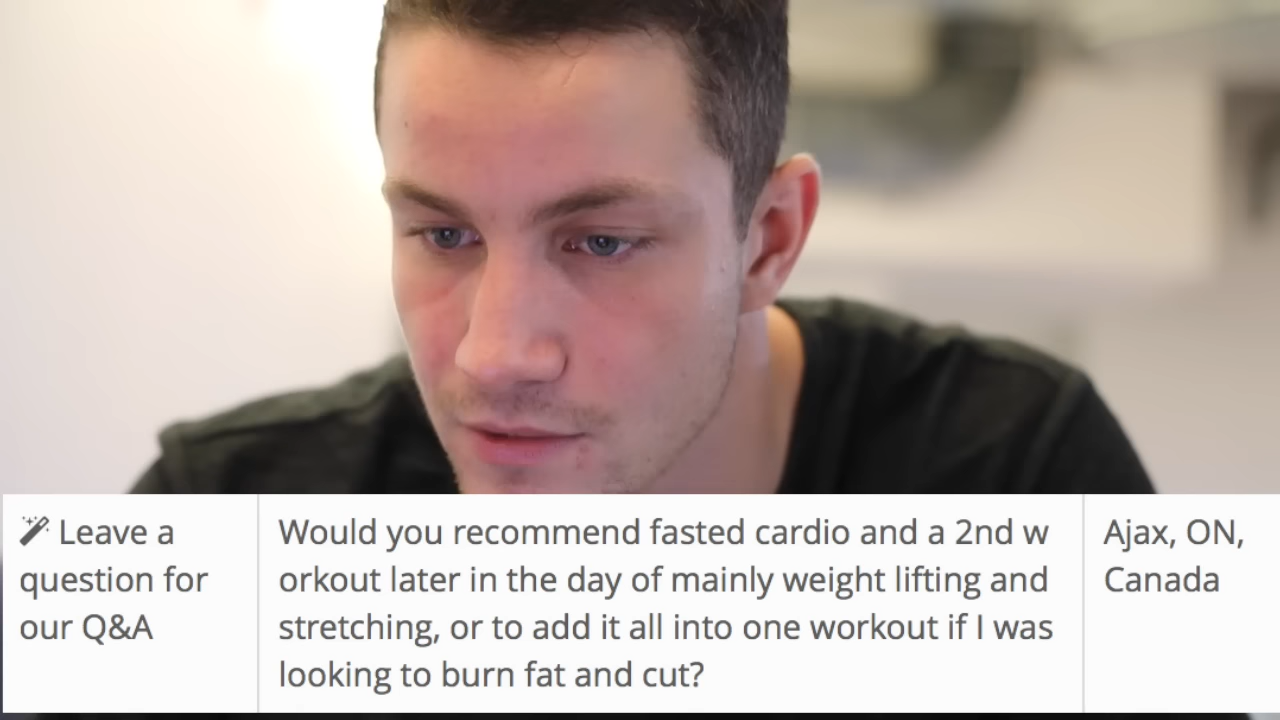 Leave a
question for
our Q&A
Would you recommend fasted cardio and a 2nd w
orkout later in the day of mainly weight lifting and
stretching, or to add it all into one workout if I was
looking to burn fat and cut?
Ajax, ON,
Canada